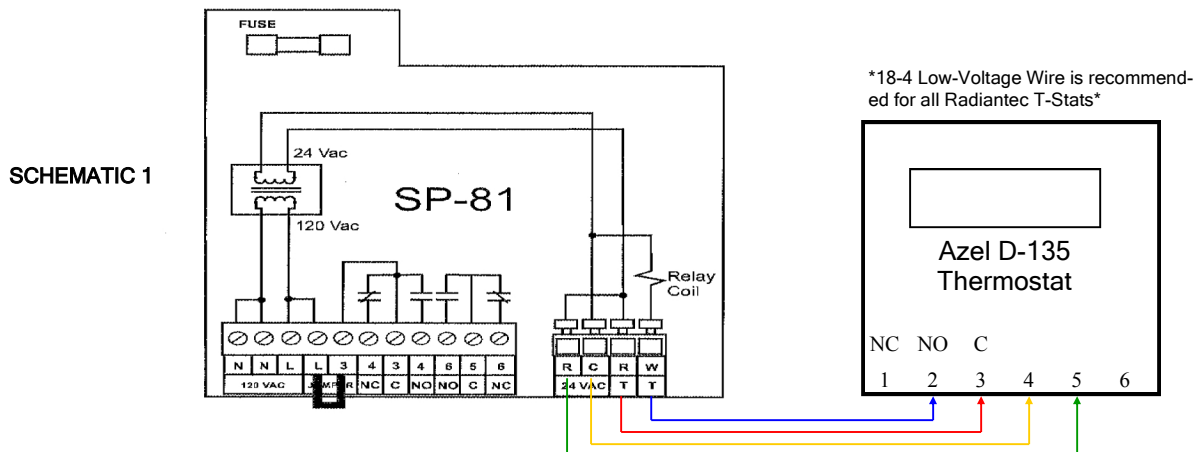 FUSE
*18-4 Low-Voltage Wire is recommend-
ed for all Radiantec T-Stats*
SCHEMATIC 1
24 Vac
SP-81
120 Vac
Azel D-135
Thermostat
Relay
Coil
NC NO C
1 2 3 4 5 6
N N L L 3 4 3 4 6 5 6
120 VAC JUMPER NC C NO NO C NC
R C R W
24 VAC T T